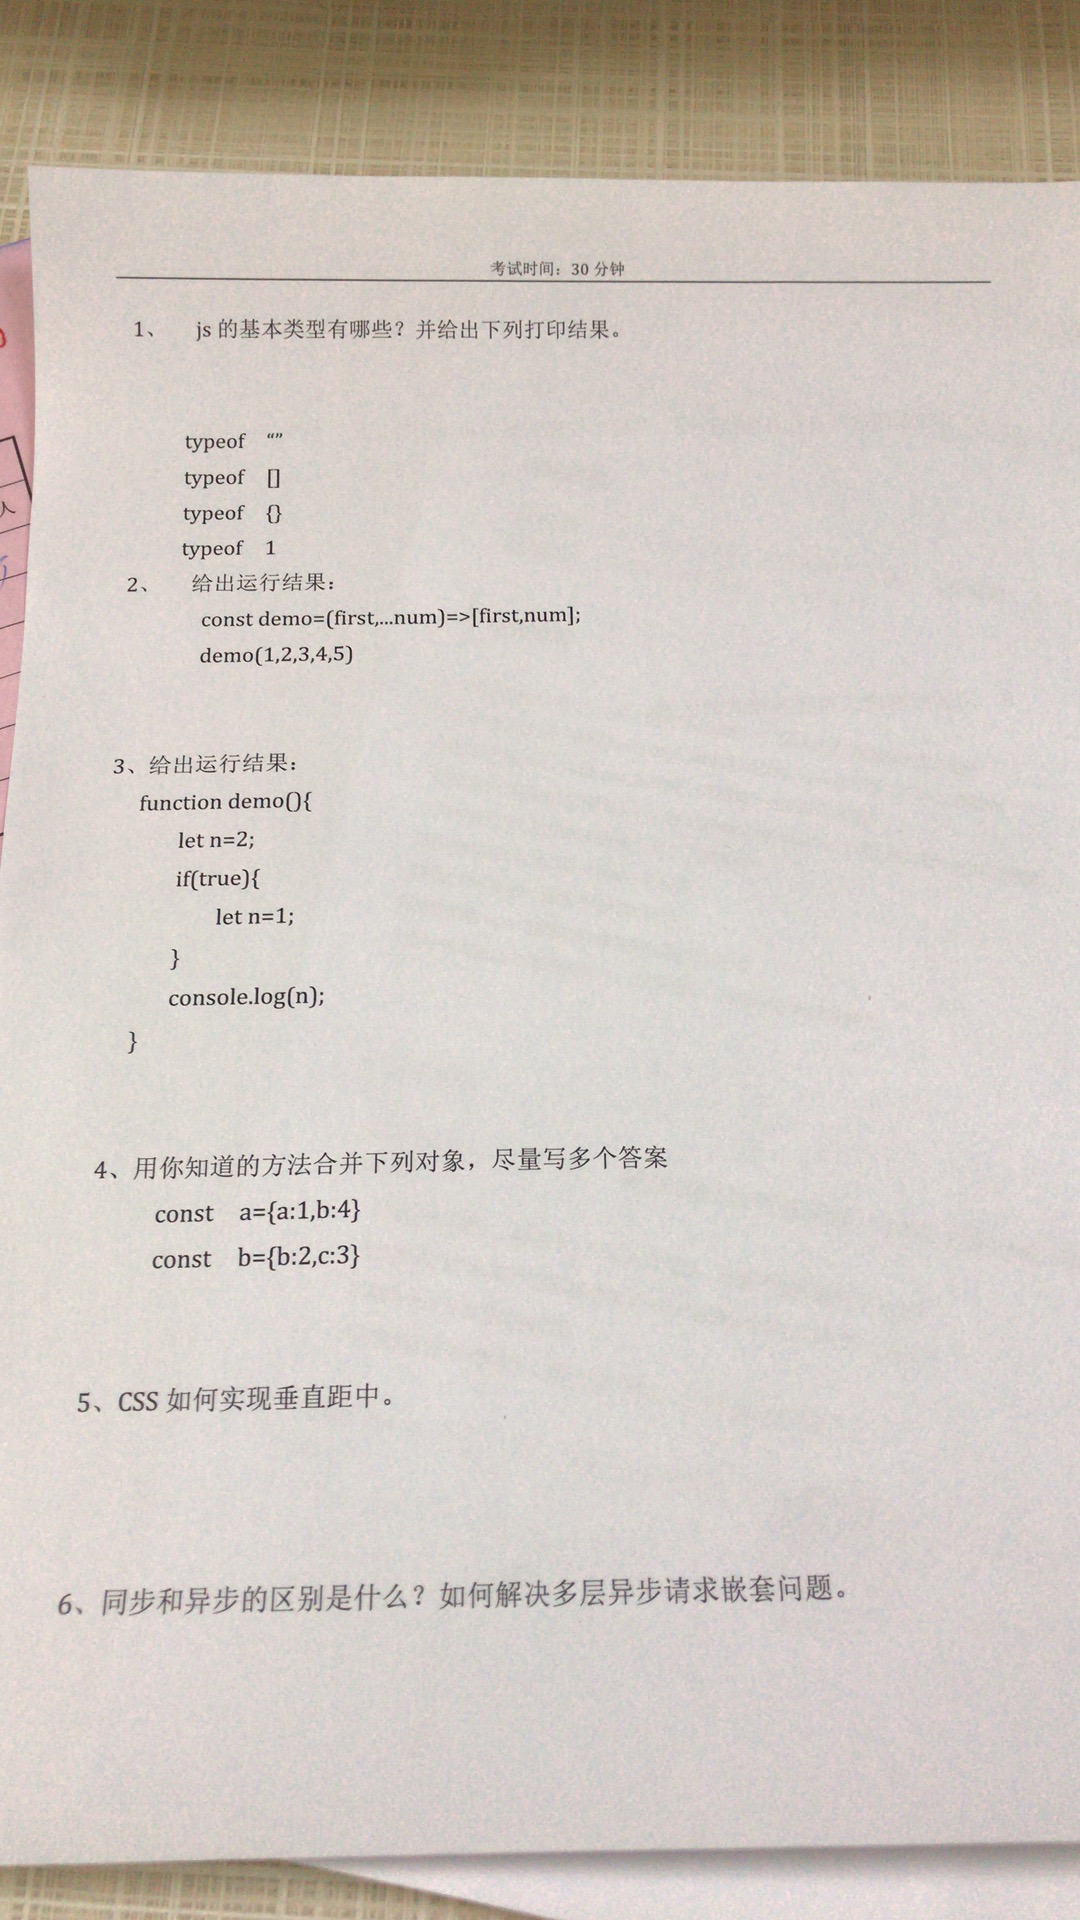 考试时间：30 分钟
1、 js 的基本类型有哪些？并给出下列打印结果。
typeof “”
typeof []
typeof {}
typeof 1
2、 给出运行结果：
const demo=(first,...num)=>[first,num];
demo(1,2,3,4,5)
3、给出运行结果：
function demo(){
let n=2;
if(true){
let n=1;
}
console.log(n);
}
4、用你知道的方法合并下列对象，尽量写多个答案
const a={a:1,b:4}
const b={b:2,c:3}
5、CSS 如何实现垂直距中。
6、同步和异步的区别是什么？如何解决多层异步请求嵌套问题。
人